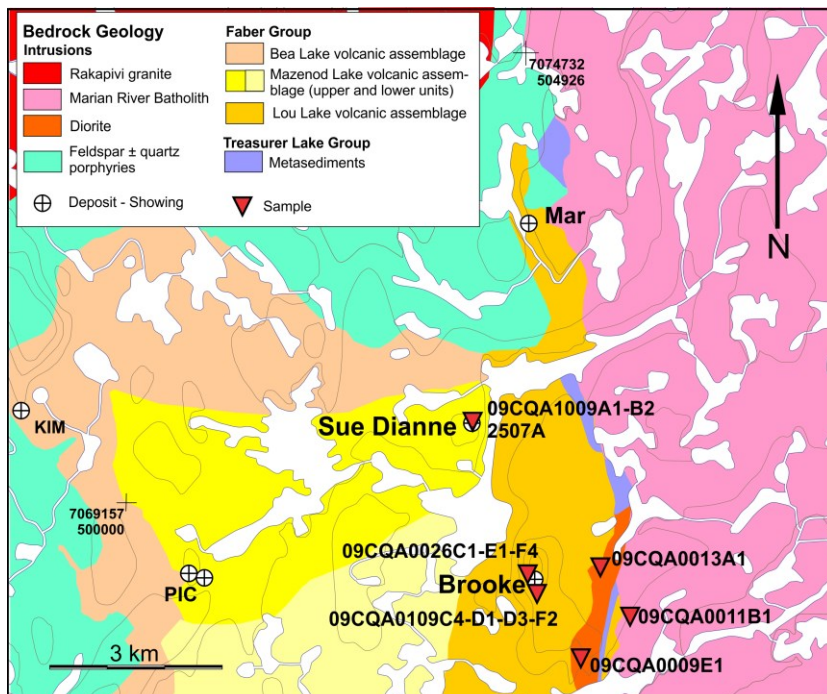 Bedrock Geology
Intrusions
Rakapivi granite
Marian River Batholith
Diorite
Feldspar ± quartz
porphyries
Deposit - Showing
Faber Group
Bea Lake volcanic assemblage
Mazenod Lake volcanic assem-
blage (upper and lower units)
Lou Lake volcanic assemblage
Treasurer Lake Group
Metasediments
Sample
7074732
504926
Mar
N
KIM
Sue Dianne
09CQA1009A1-B2
2507A
7069157
500000
PIC
09CQA0026C1-E1-F4
Brooke
09CQA0109C4-D1-D3-F2
09CQA0013A1
09CQA0011B1
09CQA0009E1
3 km